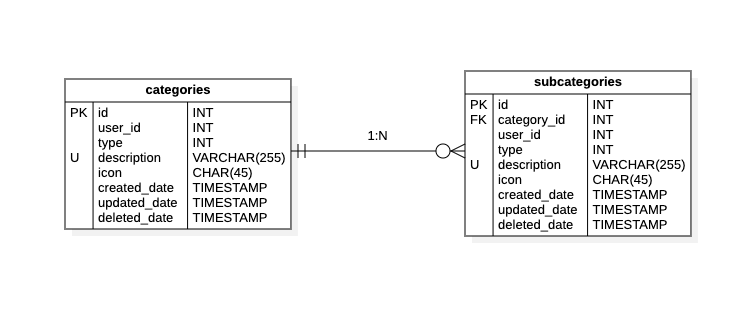 categories
PK id INT
user_id INT
type INT
U description VARCHAR(255)
icon CHAR(45)
created_date TIMESTAMP
updated_date TIMESTAMP
deleted_date TIMESTAMP
1:N
subcategories
PK id INT
FK category_id INT
user_id INT
type INT
U description VARCHAR(255)
icon CHAR(45)
created_date TIMESTAMP
updated_date TIMESTAMP
deleted_date TIMESTAMP